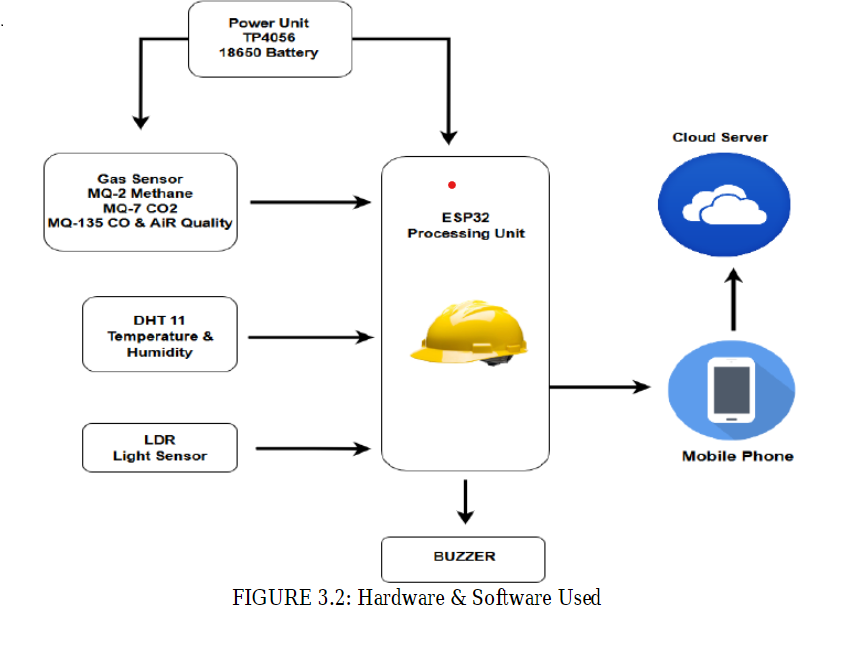 .
Power Unit
TP4056
18650 Battery
Gas Sensor
MQ-2 Methane
MQ-7 CO2
MQ-135 CO & AiR Quality
DHT 11
Temperature &
Humidity
LDR
Light Sensor
ESP32
Processing Unit
BUZZER
Cloud Server
Mobile Phone
FIGURE 3.2: Hardware & Software Used